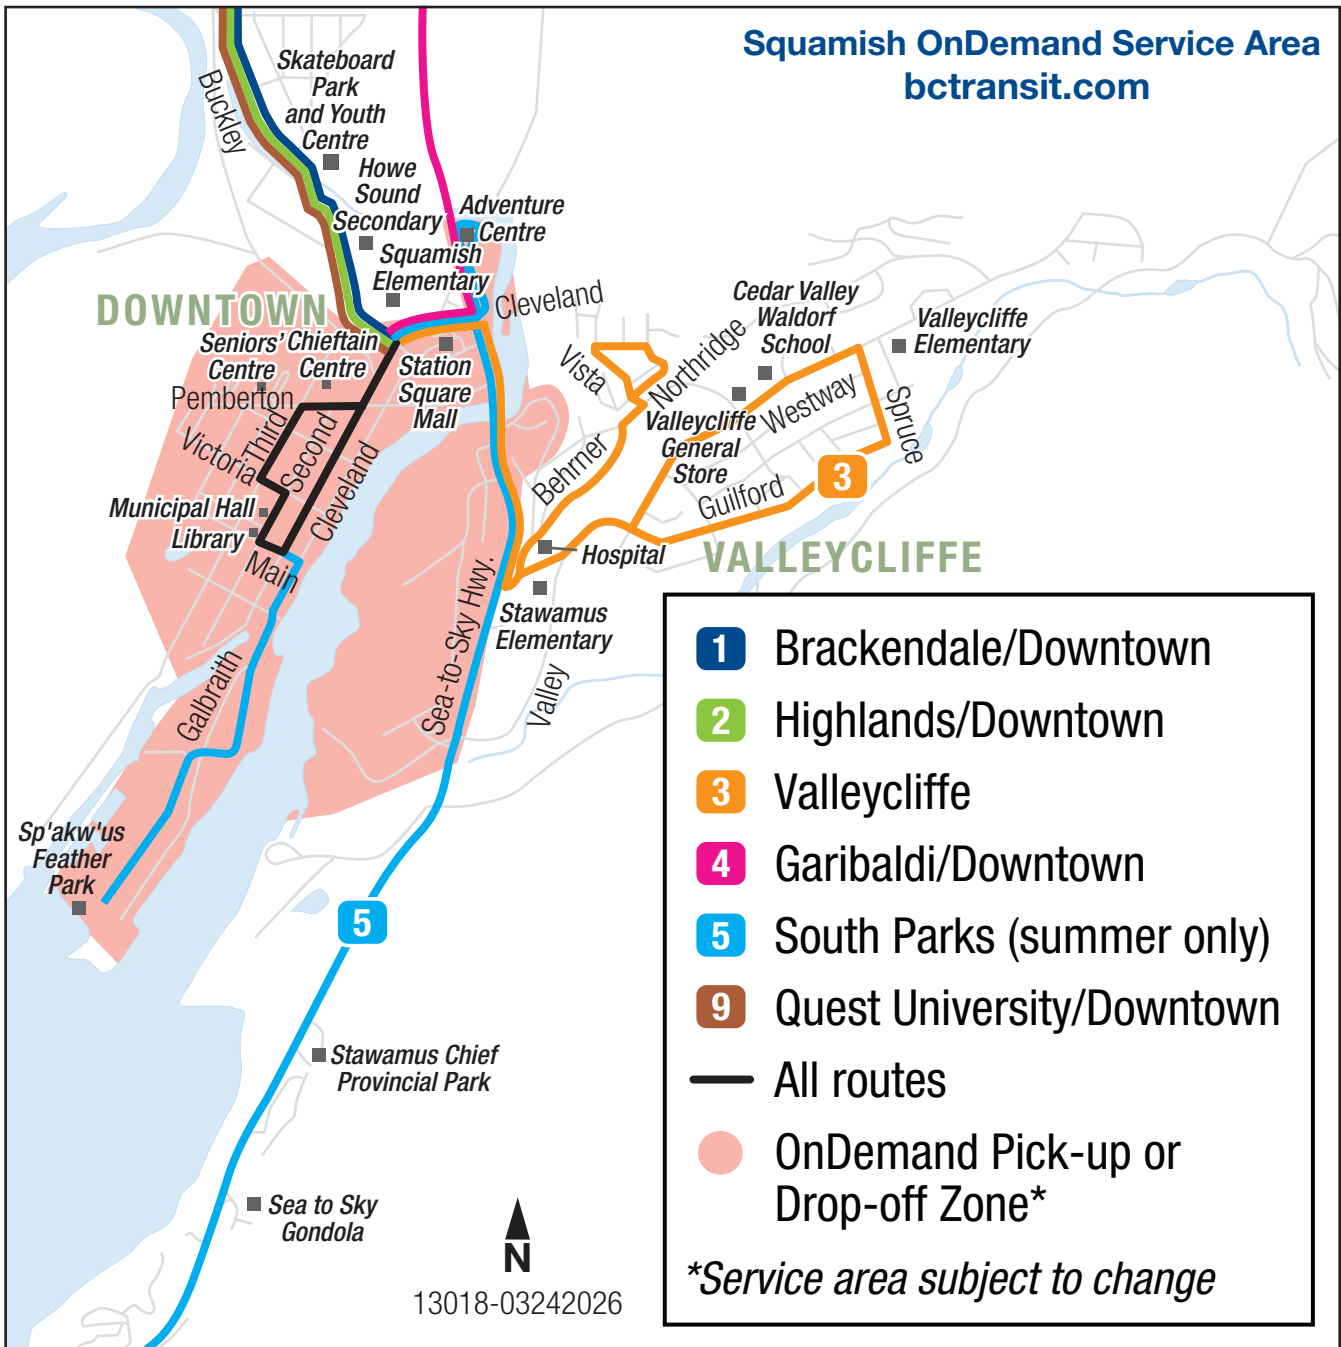 Squamish OnDemand Service Area
bctransit.com
Buckley
Skateboard
Park
and Youth
Centre
Howe
Sound
Secondary
Adventure
Centre
Squamish
Elementary
Cleveland
DOWNTOWN
Seniors'
Centre
Chieftain
Centre
Station
Square
Mall
Pemberton
Third
Victoria
Second
Cleveland
Municipal Hall
Library
Main
Vista
Northridge
Cedar Valley
Waldorf
School
Valleycliffe
Elementary
Westway
Spruce
Valleycliffe
General
Store
Behrner
Guilford
3
Hospital
VALLEYCLIFFE
Stawamus
Elementary
Sea-to-Sky Hwy.
Valley
Galbraith
Sp'akw'us
Feather
Park
5
Stawamus Chief
Provincial Park
Sea to Sky
Gondola
N
13018-03242026
1 Brackendale/Downtown
2 Highlands/Downtown
3 Valleycliffe
4 Garibaldi/Downtown
5 South Parks (summer only)
9 Quest University/Downtown
All routes
OnDemand Pick-up or
Drop-off Zone*
*Service area subject to change